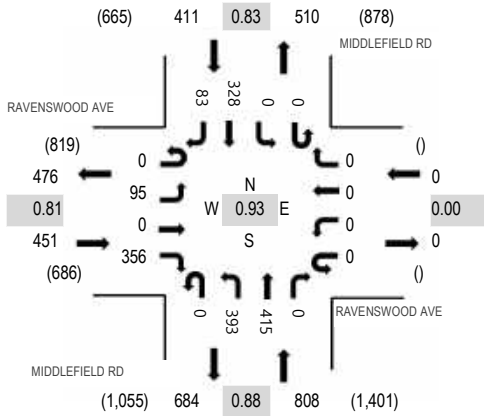 (665) 411 0.83 510 (878)
MIDDLEFIELD RD
83 328 0 0
RAVENSWOOD AVE
(819)
476
0.81
451
(686)
0
95
0
356
N
W 0.93 E
S
0
0
0
0
()
0
0.00
0
()
0 393 415 0
RAVENSWOOD AVE
MIDDLEFIELD RD
(1,055) 684 0.88 808 (1,401)